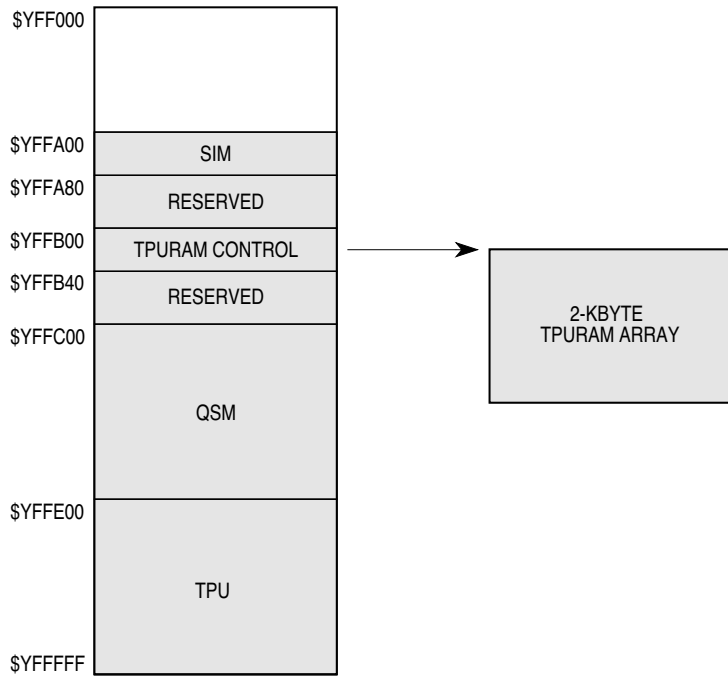 $YFF000
$YFFA00
SIM
$YFFA80
RESERVED
$YFFB00
TPURAM CONTROL
$YFFB40
RESERVED
$YFFC00
QSM
$YFFE00
TPU
$YFFFFF
2-KBYTE
TPURAM ARRAY